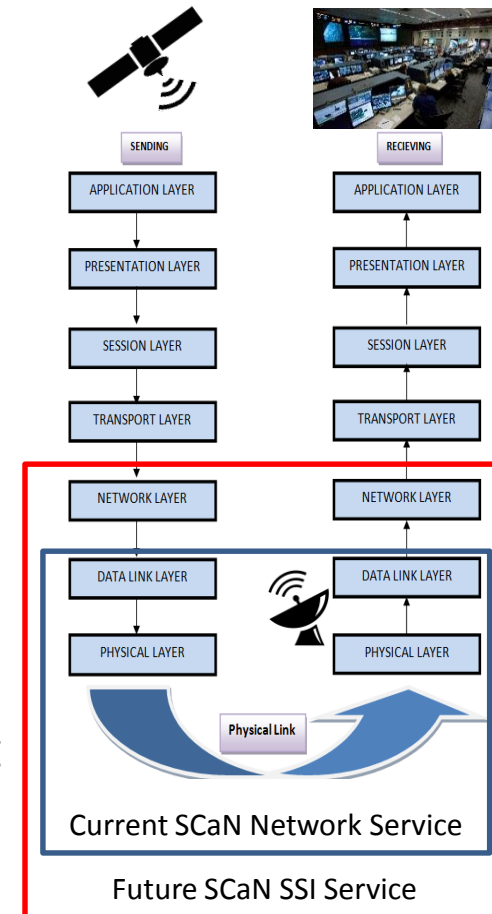 SENDING
RECIEVING
APPLICATION LAYER
APPLICATION LAYER
PRESENTATION LAYER
PRESENTATION LAYER
SESSION LAYER
SESSION LAYER
TRANSPORT LAYER
TRANSPORT LAYER
NETWORK LAYER
NETWORK LAYER
DATA LINK LAYER
DATA LINK LAYER
PHYSICAL LAYER
PHYSICAL LAYER
Physical Link
Current SCaN Network Service
Future SCaN SSI Service